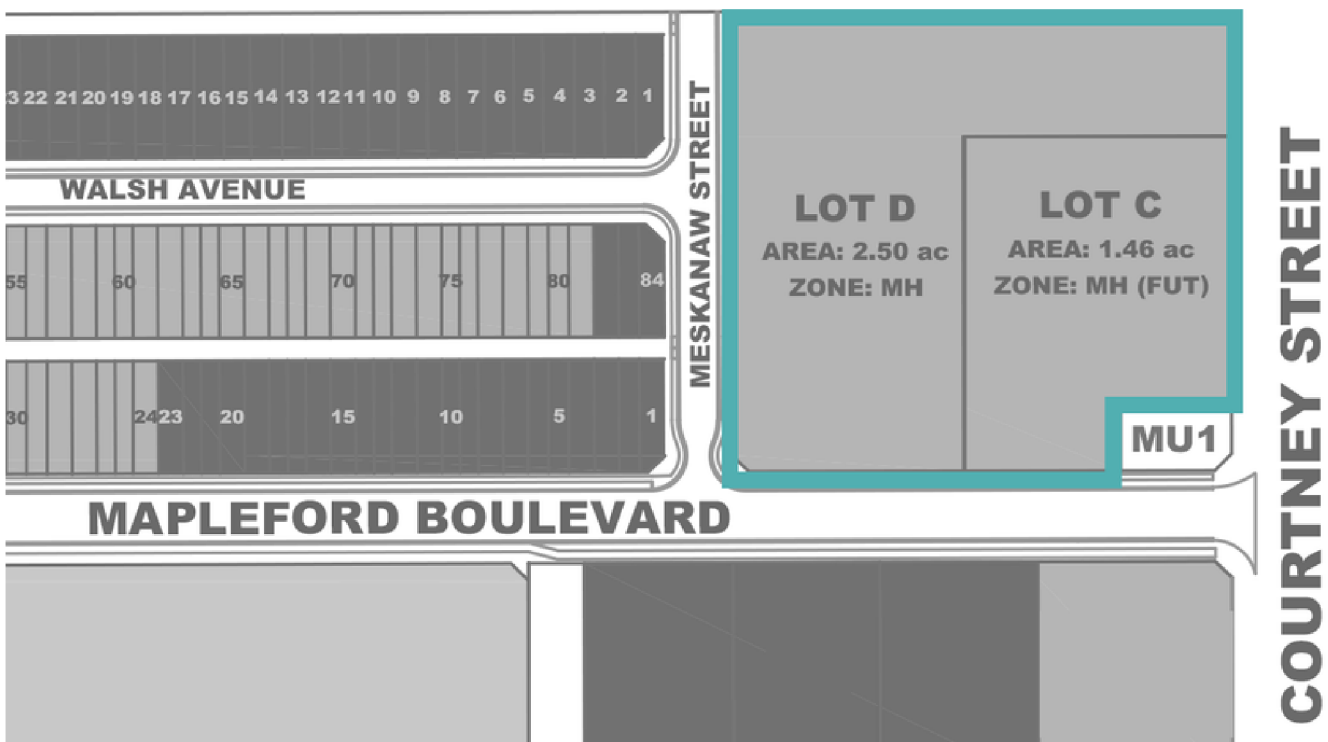 3 22 21 20 19 18 17 16 15 14 13 12 11 10 9 8 7 6 5 4 3 2 1
WALSH AVENUE
MESKANAW STREET
55 60 65 70 75 80 84
30 24 23 20 15 10 5 1
LOT D
AREA: 2.50 ac
ZONE: MH
LOT C
AREA: 1.46 ac
ZONE: MH (FUT)
MU1
MAPLEFORD BOULEVARD
COURTNEY STREET